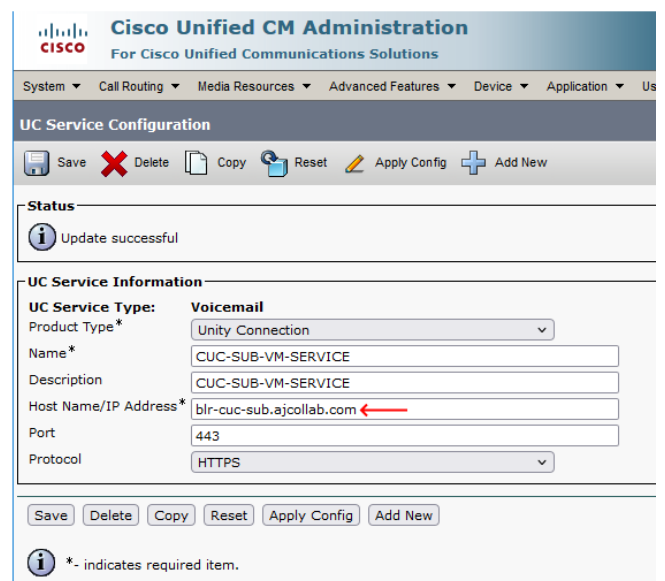 CISCO
Cisco Unified CM Administration
For Cisco Unified Communications Solutions
System Call Routing Media Resources Advanced Features Device Application Us
UC Service Configuration
Save Delete Copy Reset Apply Config Add New
Status
Update successful
UC Service Information
UC Service Type: Voicemail
Product Type* Unity Connection
Name* CUC-SUB-VM-SERVICE
Description CUC-SUB-VM-SERVICE
Host Name/IP Address* blr-cuc-sub.ajcollab.com
Port 443
Protocol HTTPS
Save Delete Copy Reset Apply Config Add New
*- indicates required item.